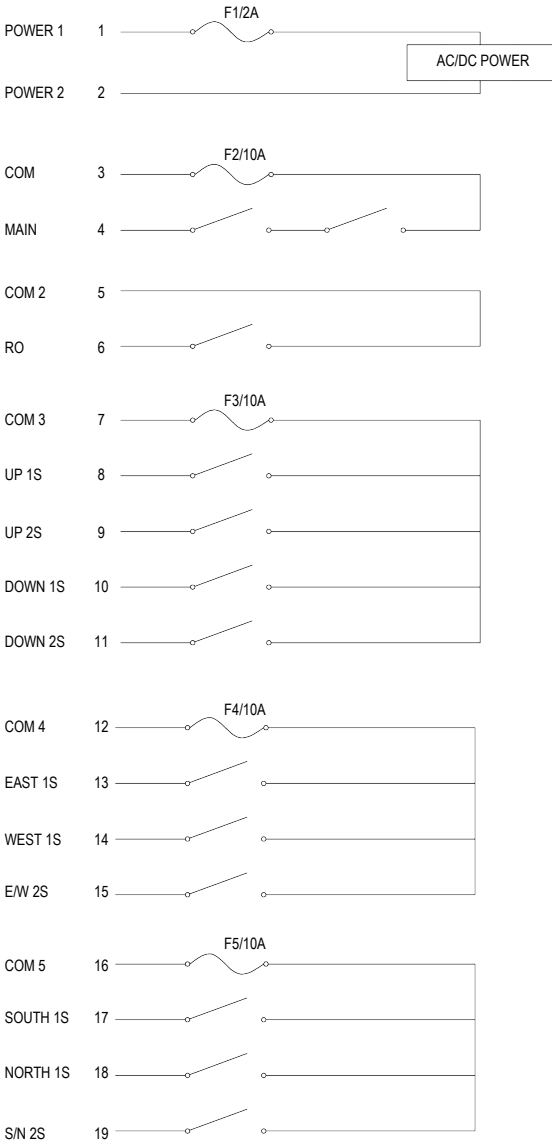 F1/2A
POWER 1 1
AC/DC POWER
POWER 2 2
F2/10A
COM 3
MAIN 4
COM 2 5
RO 6
F3/10A
COM 3 7
UP 1S 8
UP 2S 9
DOWN 1S 10
DOWN 2S 11
F4/10A
COM 4 12
EAST 1S 13
WEST 1S 14
E/W 2S 15
F5/10A
COM 5 16
SOUTH 1S 17
NORTH 1S 18
S/N 2S 19